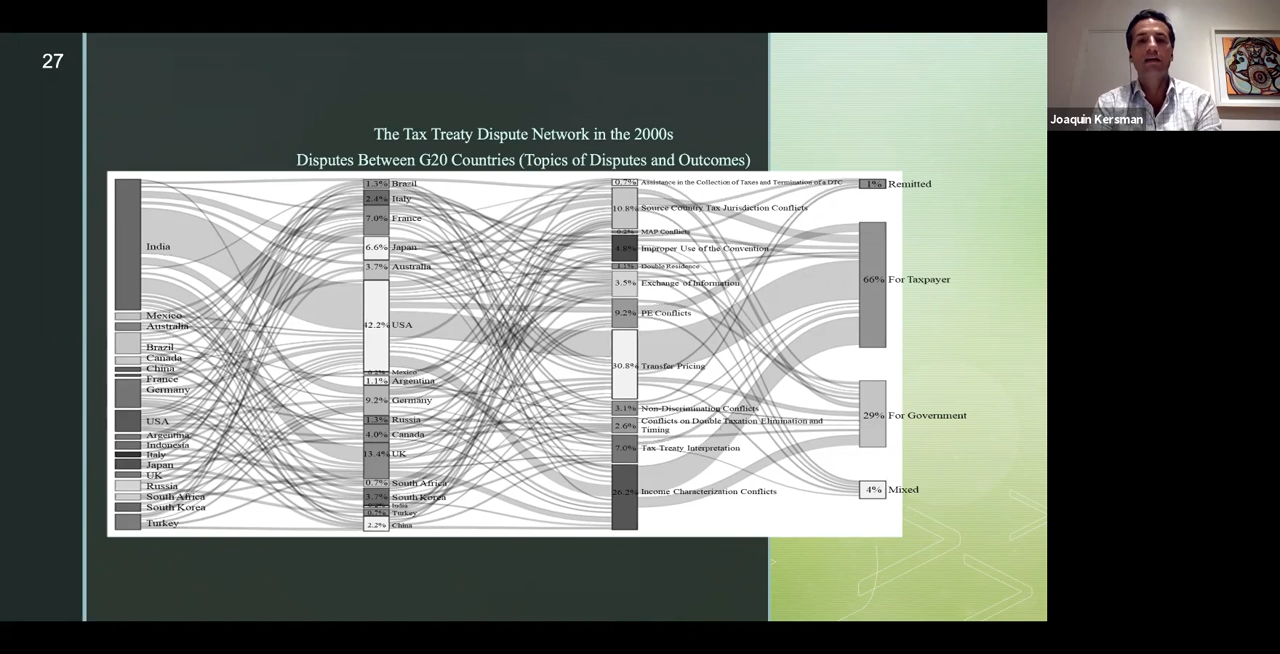 27
Joaquin Kersman
The Tax Treaty Dispute Network in the 2000s
Disputes Between G20 Countries (Topics of Disputes and Outcomes)
India
Mexico
Australia
Brazil
Canada
China
France
Germany
USA
Argentina
Indonesia
Italy
Japan
UK
Russia
South Africa
South Korea
Turkey
1.3% Brazil
2.4% Italy
7.0% France
6.6% Japan
3.7% Australia
42.2% USA
0.2% Mexico
1.1% Argentina
9.2% Germany
1.3% Russia
4.0% Canada
13.4% UK
0.7% South Africa
3.7% South Korea
India
0.7% Turkey
2.2% China
0.7% Assistance in the Collection of Taxes and Termination of a DTC
10.8% Source Country Tax Jurisdiction Conflicts
0.2% MAP Conflicts
4.8% Improper Use of the Convention
1.1% Double Residence
3.5% Exchange of Information
9.2% PE Conflicts
30.8% Transfer Pricing
3.1% Non-Discrimination Conflicts
2.6% Conflicts on Double Taxation Elimination and
Timing
7.0% Tax Treaty Interpretation
26.2% Income Characterization Conflicts
1% Remitted
66% For Taxpayer
29% For Government
4% Mixed